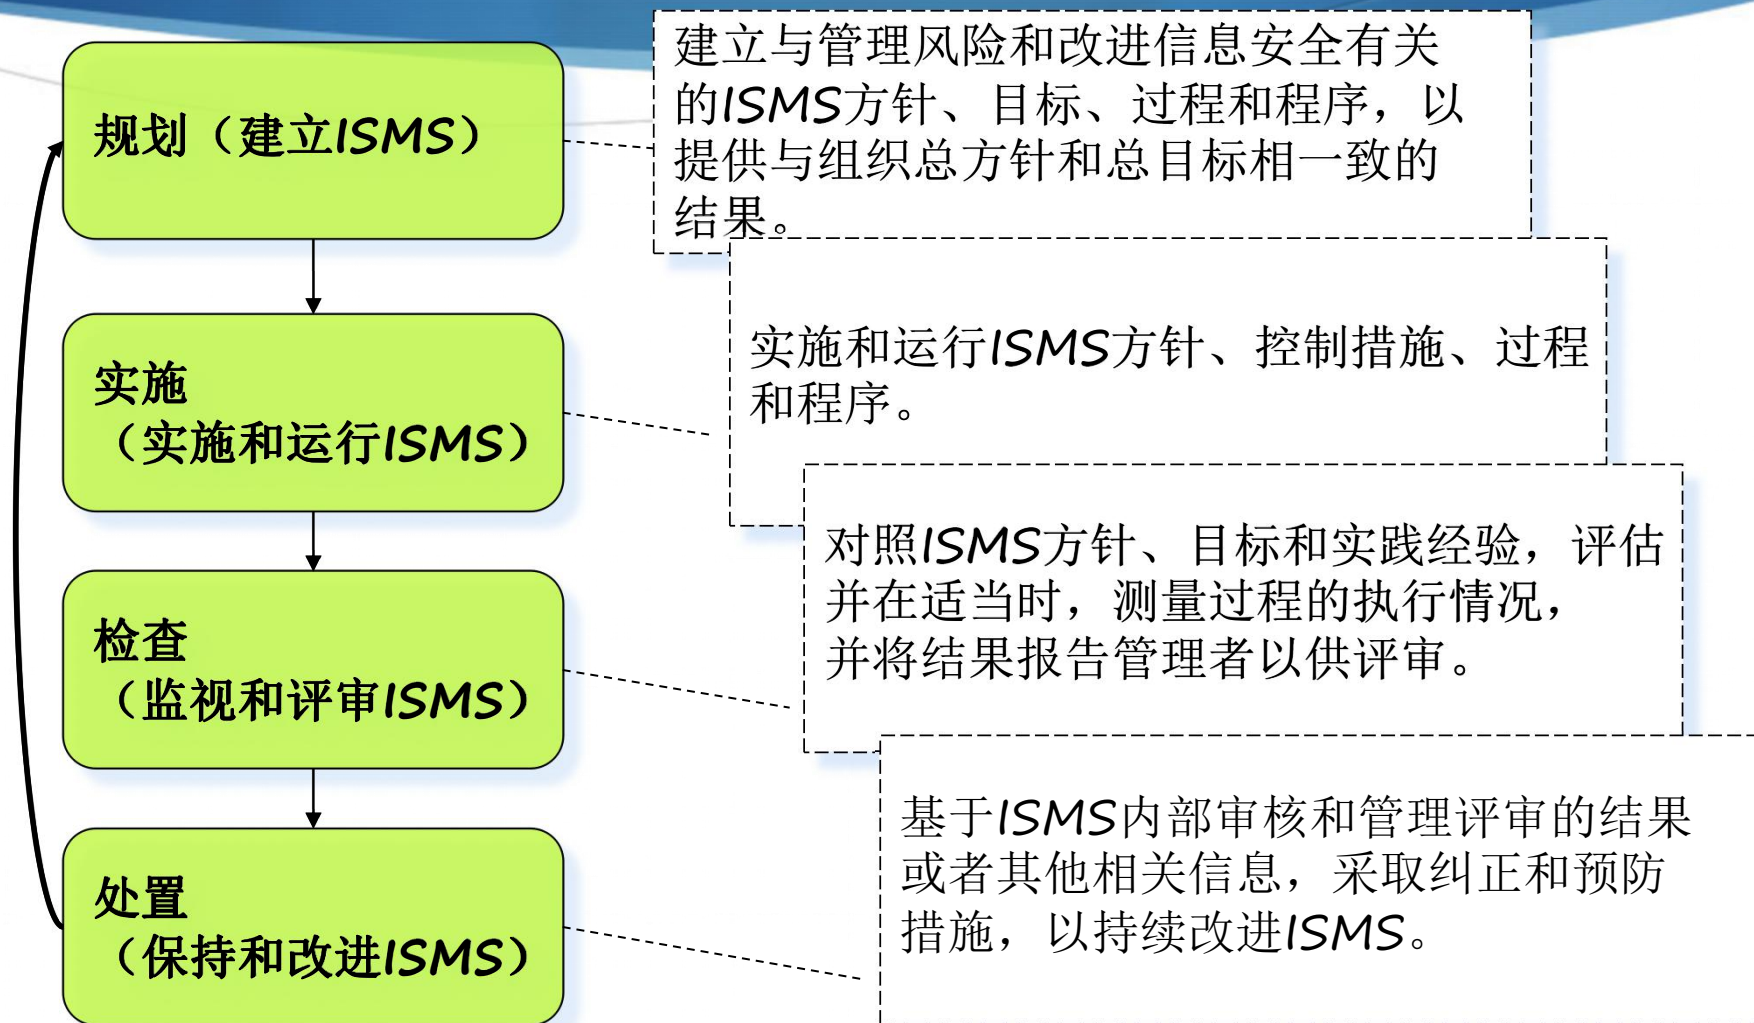 规划（建立ISMS）
建立与管理风险和改进信息安全有关
的ISMS方针、目标、过程和程序，以
提供与组织总方针和总目标相一致的
结果。
实施
（实施和运行ISMS）
实施和运行ISMS方针、控制措施、过程
和程序。
检查
（监视和评审ISMS）
对照ISMS方针、目标和实践经验，评估
并在适当时，测量过程的执行情况，
并将结果报告管理者以供评审。
处置
（保持和改进ISMS）
基于ISMS内部审核和管理评审的结果
或者其他相关信息，采取纠正和预防
措施，以持续改进ISMS。